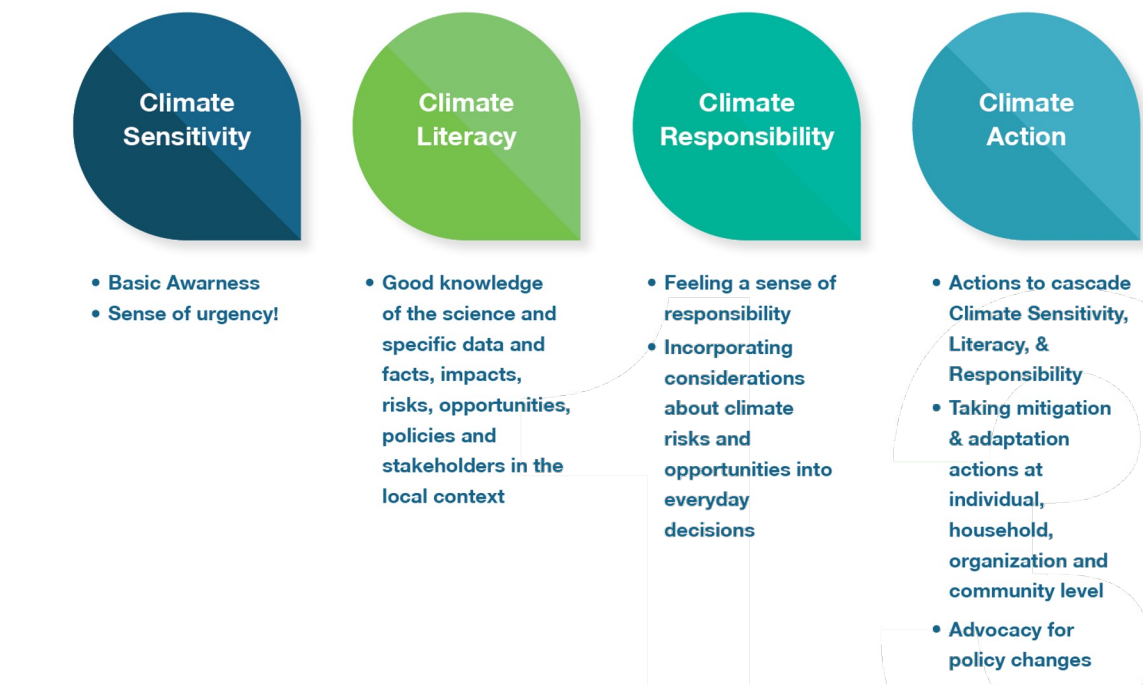 Climate
Sensitivity
• Basic Awarness
• Sense of urgency!
Climate
Literacy
• Good knowledge
of the science and
specific data and
facts, impacts,
risks, opportunities,
policies and
stakeholders in the
local context
Climate
Responsibility
• Feeling a sense of
responsibility
• Incorporating
considerations
about climate
risks and
opportunities into
everyday
decisions
Climate
Action
• Actions to cascade
Climate Sensitivity,
Literacy, &
Responsibility
• Taking mitigation
& adaptation
actions at
individual,
household,
organization and
community level
• Advocacy for
policy changes